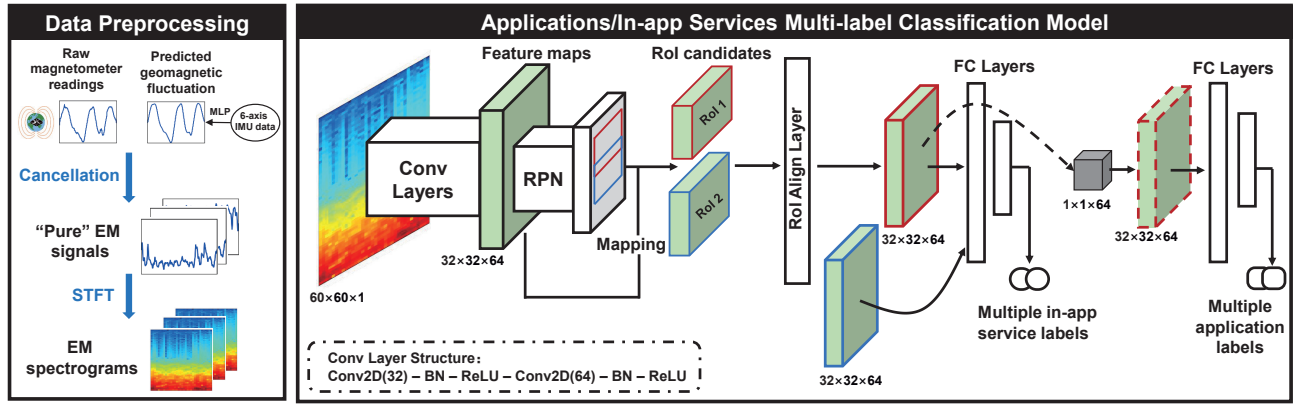 Data Preprocessing
Raw
magnetometer
readings
Predicted
geomagnetic
fluctuation
MLP
6-axis
IMU data
Cancellation
“Pure” EM
signals
STFT
EM
spectrograms
Applications/In-app Services Multi-label Classification Model
Feature maps
RoI candidates
FC Layers
FC Layers
Conv
Layers
RPN
RoI 1
RoI 2
RoI Align Layer
Mapping
1×1×64
32×32×64
32×32×64
32×32×64
60×60×1
Multiple in-app
service labels
Multiple
application
labels
32×32×64
Conv Layer Structure:
Conv2D(32) – BN – ReLU – Conv2D(64) – BN – ReLU